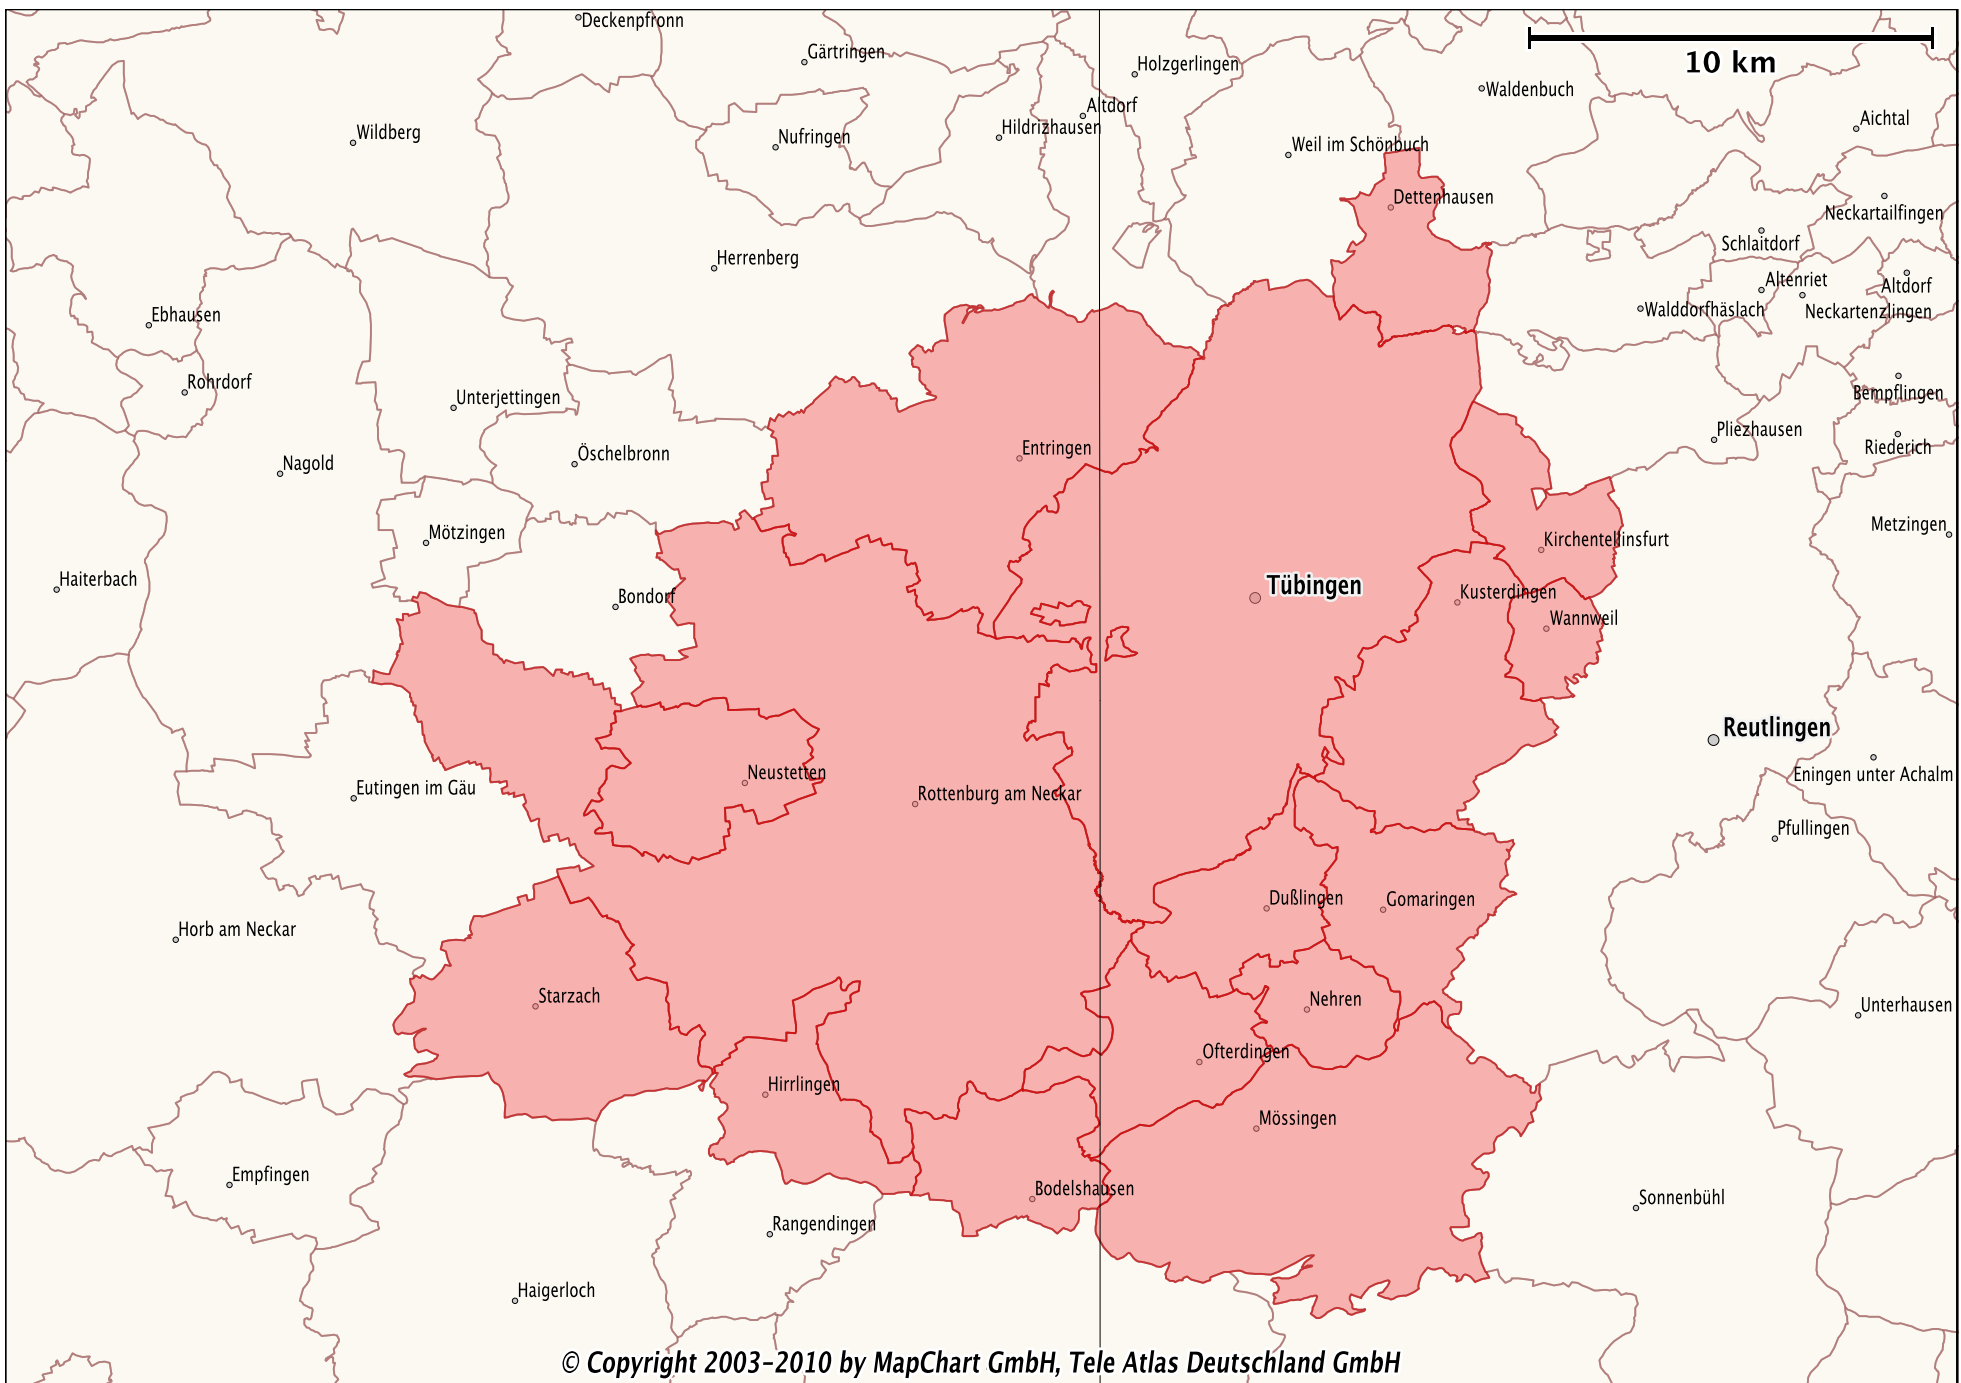 Deckenpfronn
Gärtringen
10 km
Holzgerlingen
Waldenbuch
Altdorf
Aichtal
Hildrizhausen
Wildberg
Nufringen
Weil im Schönbuch
Dettenhausen
Neckartailfingen
Schlaitdorf
Herrenberg
Altenriet
Altdorf
Ebhausen
Walddorfhäslach
Neckartenzlingen
Rohrdorf
Bempflingen
Unterjettingen
Pliezhausen
Entringen
Riederich
Öschelbronn
Nagold
Metzingen
Mötzingen
Kirchentellinsfurt
Haiterbach
Tübingen
Kusterdingen
Bondorf
Wannweil
Reutlingen
Neustetten
Eningen unter Achalm
Eutingen im Gäu
Rottenburg am Neckar
Pfullingen
Dußlingen
Gomaringen
Horb am Neckar
Starzach
Nehren
Unterhausen
Ofterdingen
Hirrlingen
Mössingen
Empfingen
Bodelshausen
Sonnenbühl
Rangendingen
Haigerloch
© Copyright 2003-2010 by MapChart GmbH, Tele Atlas Deutschland GmbH